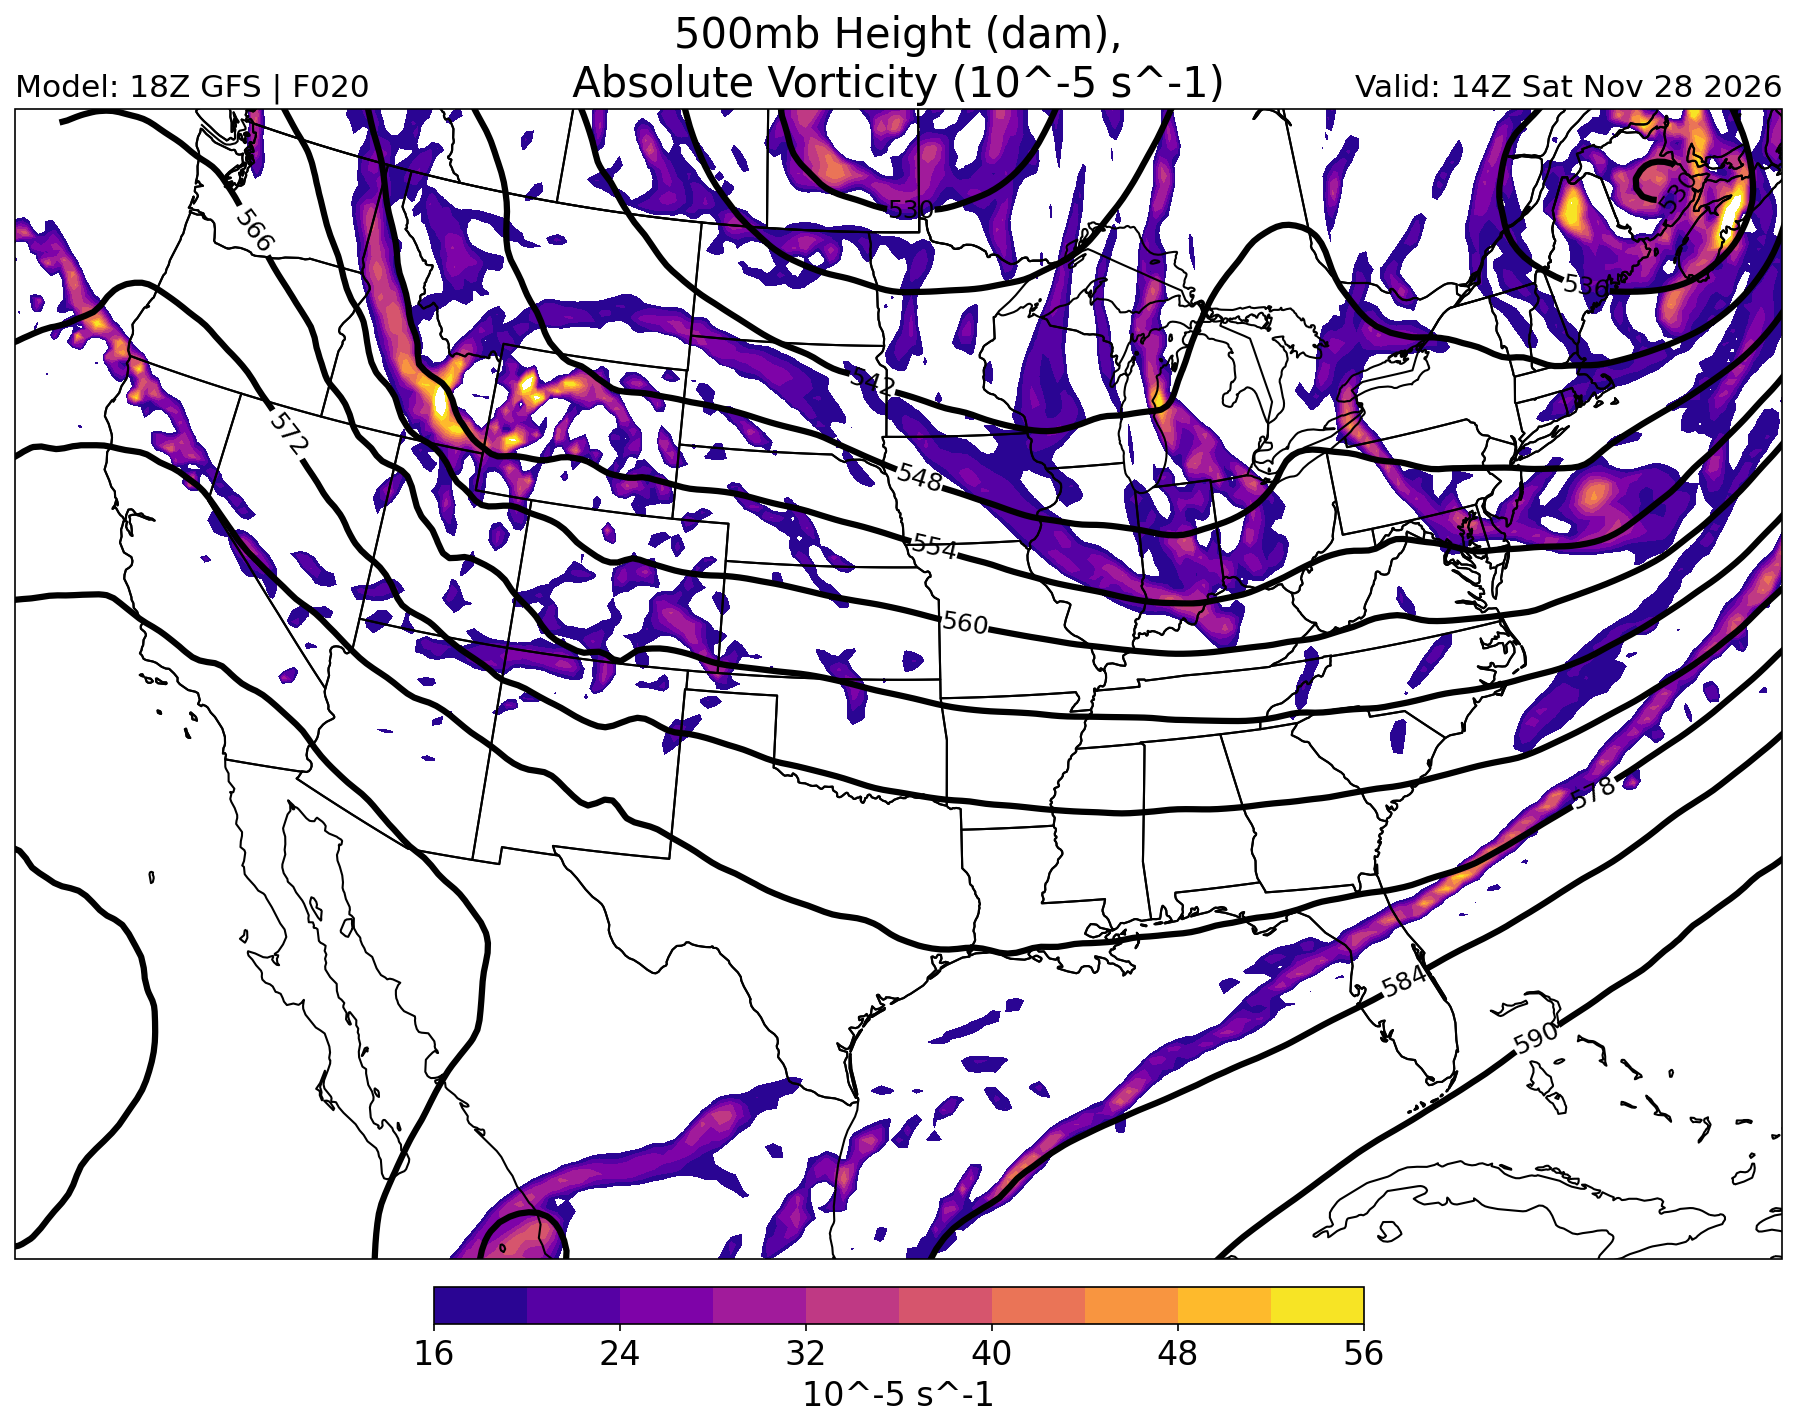 500mb Height (dam),
Absolute Vorticity (10^-5 s^-1)
Model: 18Z GFS | F020
Valid: 14Z Sat Nov 28 2026
530
530
536
566
542
572
548
554
560
578
584
590
16 24 32 40 48 56
10^-5 s^-1